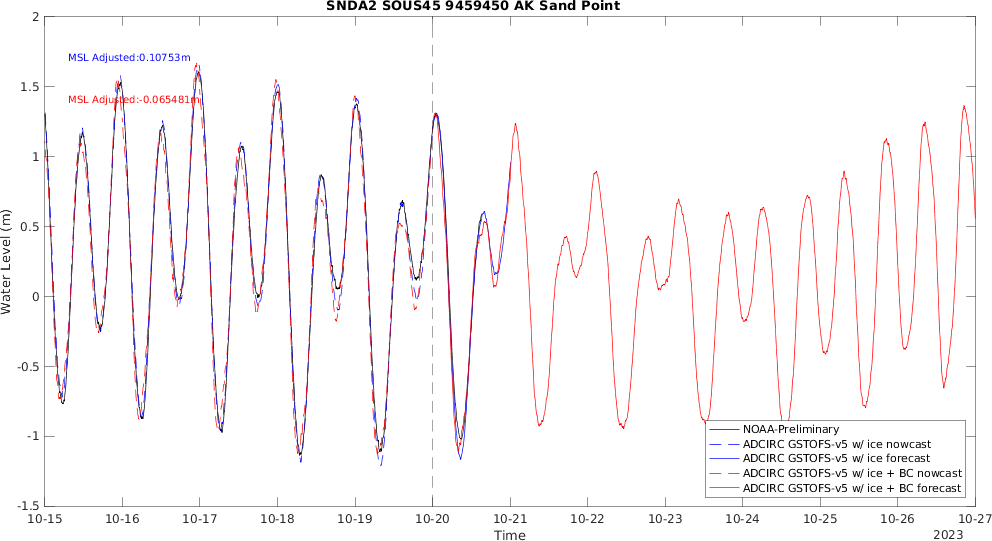 SNDA2 SOUS45 9459450 AK Sand Point
MSL Adjusted:0.10753m
MSL Adjusted:-0.065481m
Water Level (m)
2
1.5
1
0.5
0
-0.5
-1
-1.5
NOAA-Preliminary
ADCIRC GSTOFS-v5 w/ ice nowcast
ADCIRC GSTOFS-v5 w/ ice forecast
ADCIRC GSTOFS-v5 w/ ice + BC nowcast
ADCIRC GSTOFS-v5 w/ ice + BC forecast
10-15 10-16 10-17 10-18 10-19 10-20 10-21 10-22 10-23 10-24 10-25 10-26 10-27
Time
2023